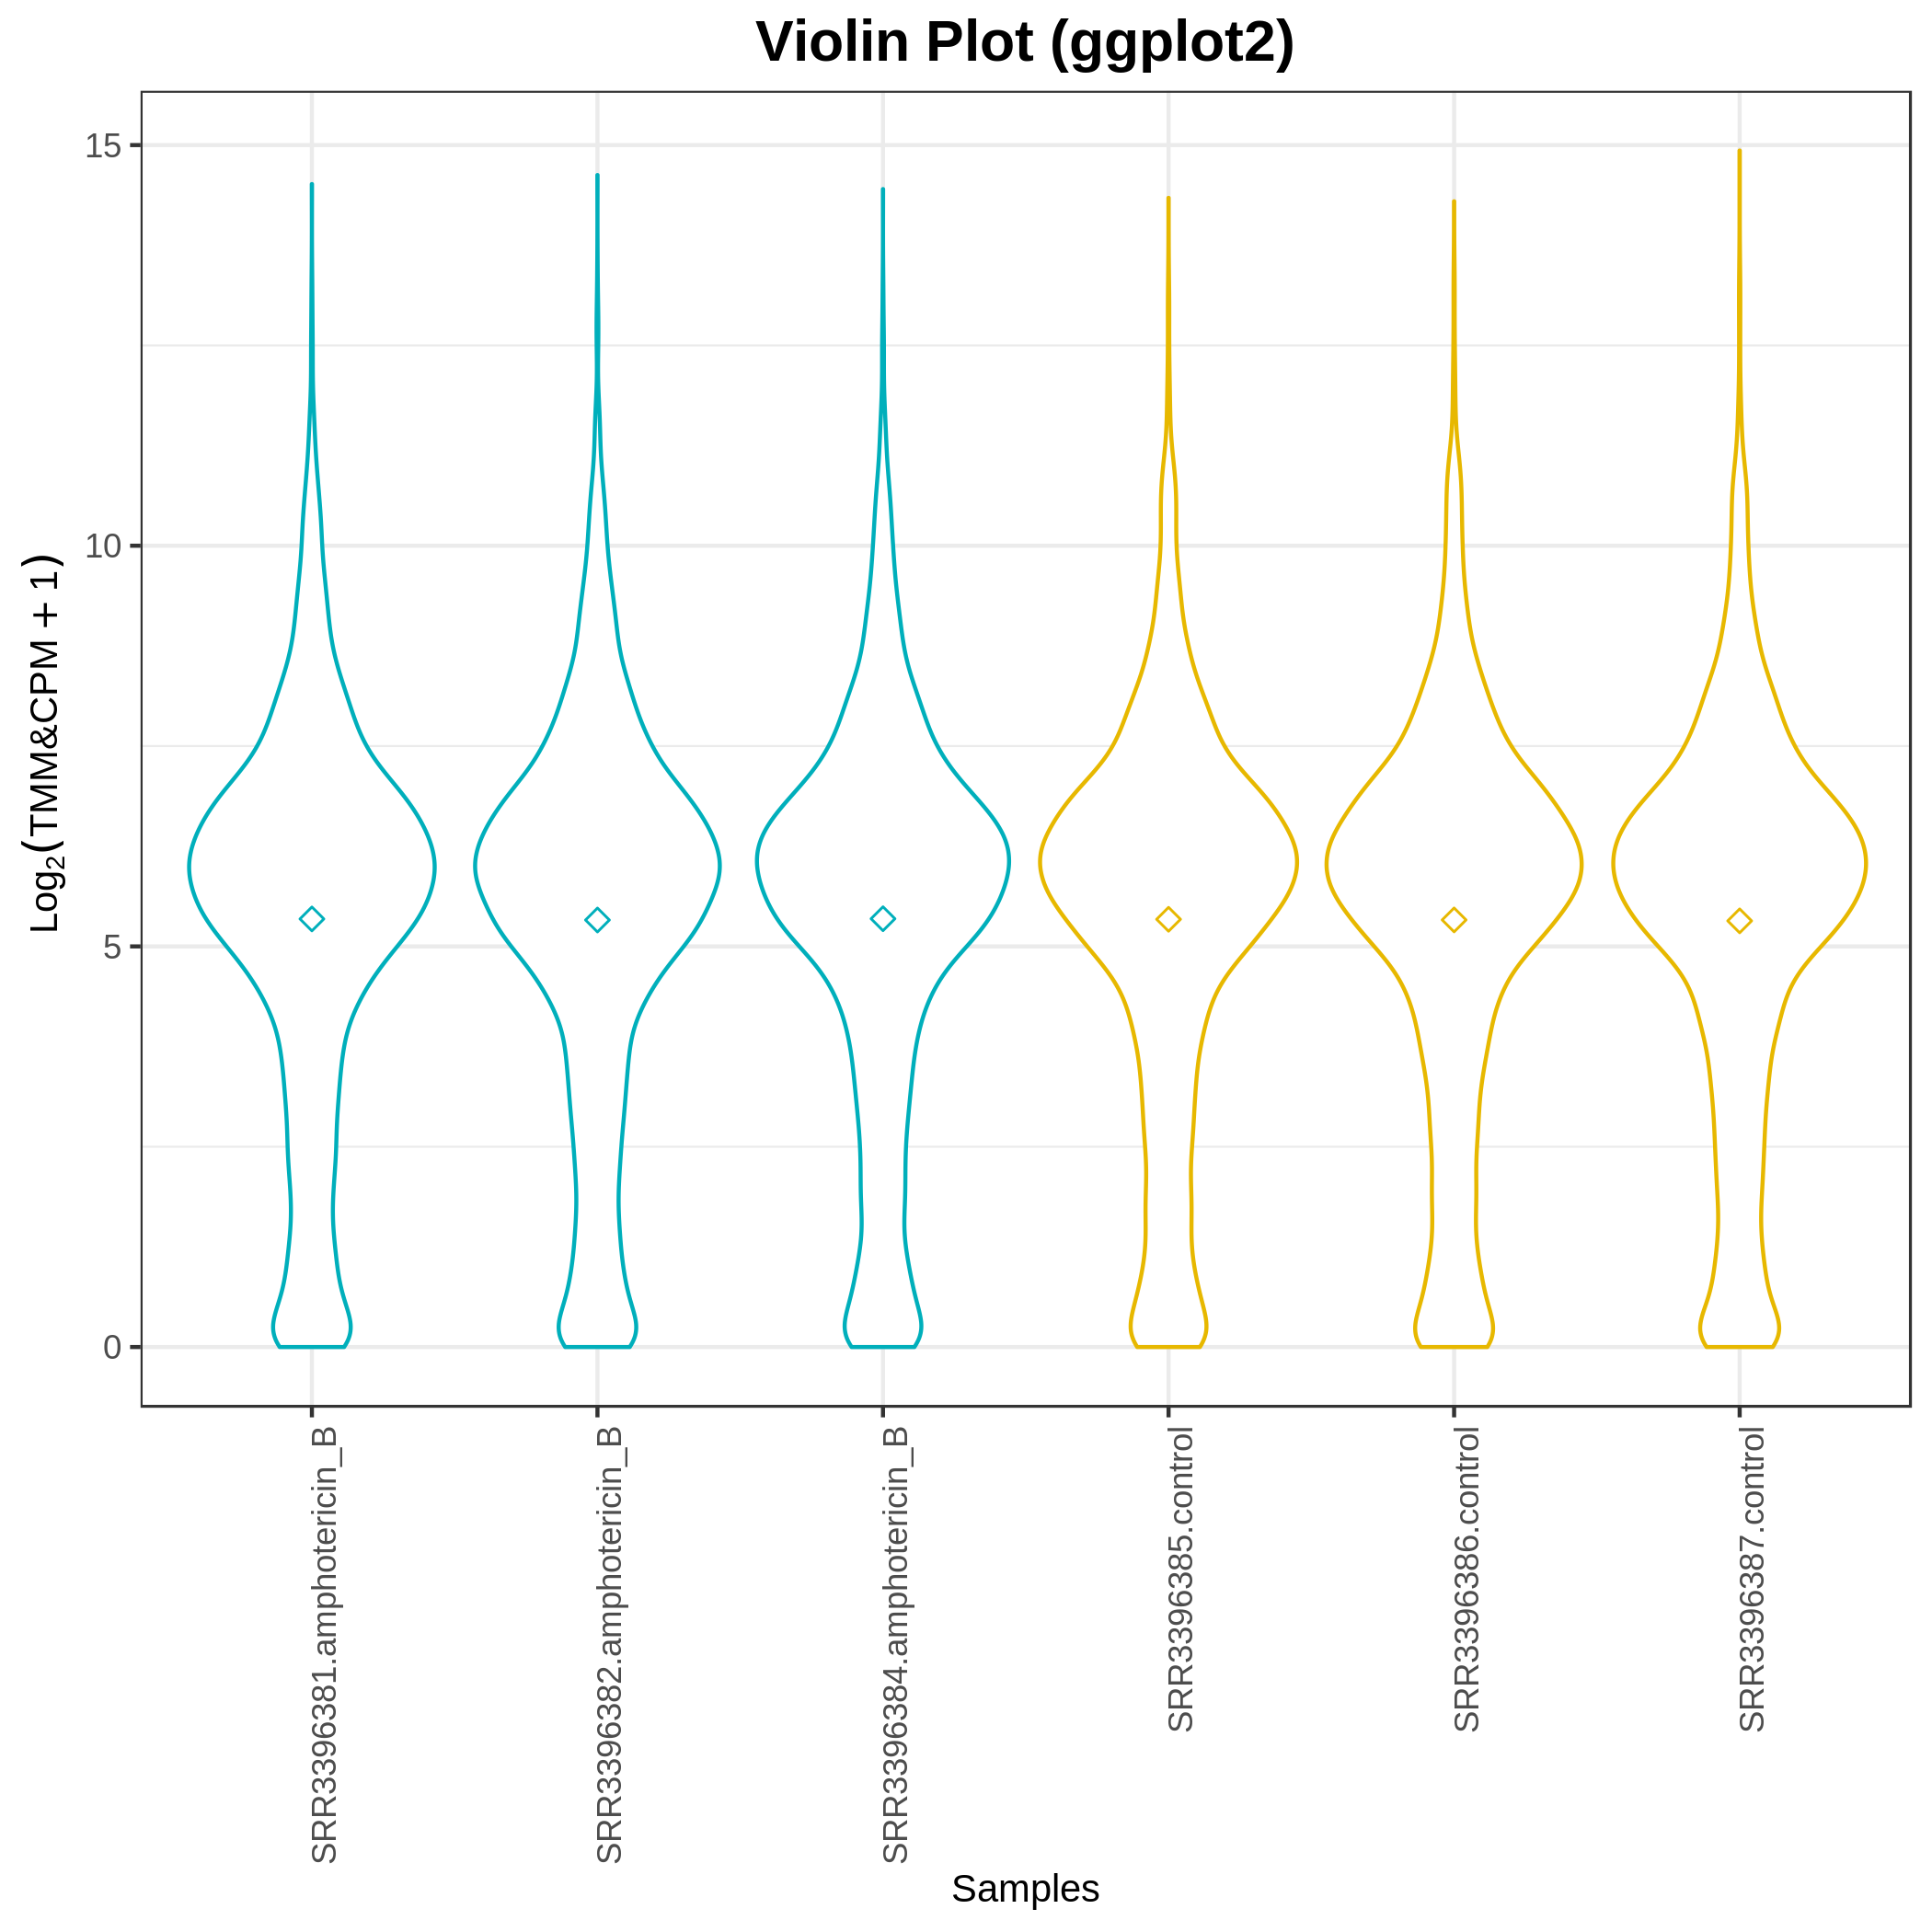 Violin Plot (ggplot2)
15
10
5
0
Log₂(TMM&CPM + 1)
SRR3396381.amphotericin_B
SRR3396382.amphotericin_B
SRR3396384.amphotericin_B
SRR3396385.control
SRR3396386.control
SRR3396387.control
Samples